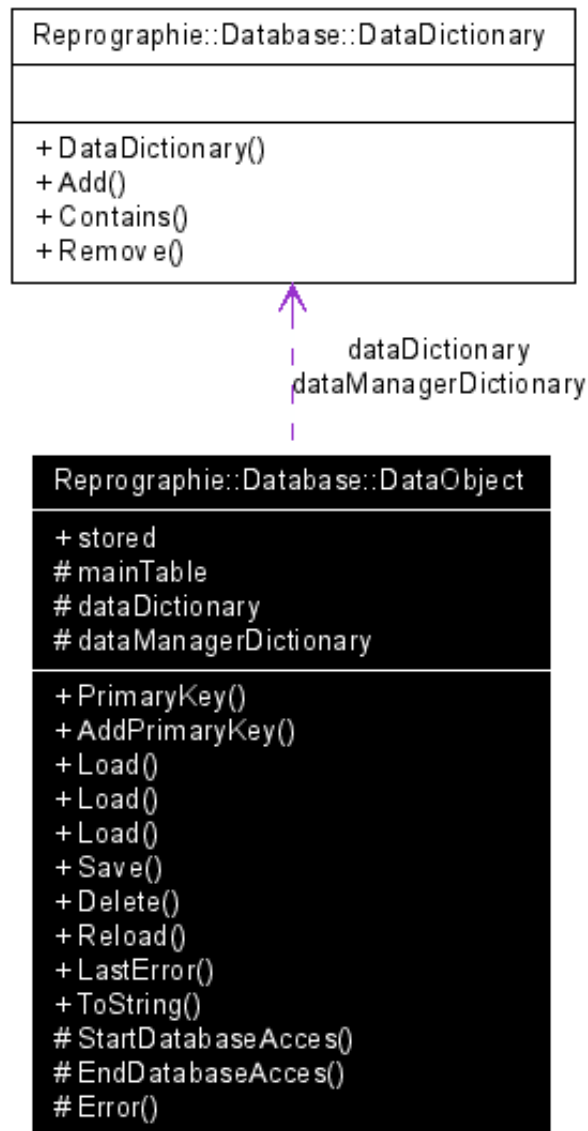 Reprographie::Database::DataDictionary
+ DataDictionary()
+ Add()
+ Contains()
+ Remove()
dataDictionary
dataManagerDictionary
Reprographie::Database::DataObject
+ stored
# mainTable
# dataDictionary
# dataManagerDictionary
+ PrimaryKey()
+ AddPrimaryKey()
+ Load()
+ Load()
+ Load()
+ Save()
+ Delete()
+ Reload()
+ LastError()
+ ToString()
# StartDatabaseAcces()
# EndDatabaseAcces()
# Error()